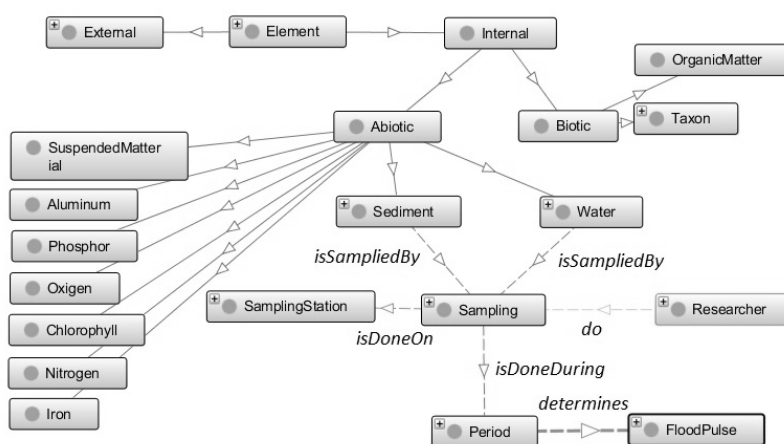 External
Element
Internal
OrganicMatter
Abiotic
Biotic
Taxon
SuspendedMatter
ial
Aluminum
Sediment
Water
Phosphor
isSampliedBy
isSampliedBy
Oxigen
SamplingStation
Sampling
Researcher
Chlorophyll
isDoneOn
do
Nitrogen
isDoneDuring
Iron
determines
Period
FloodPulse